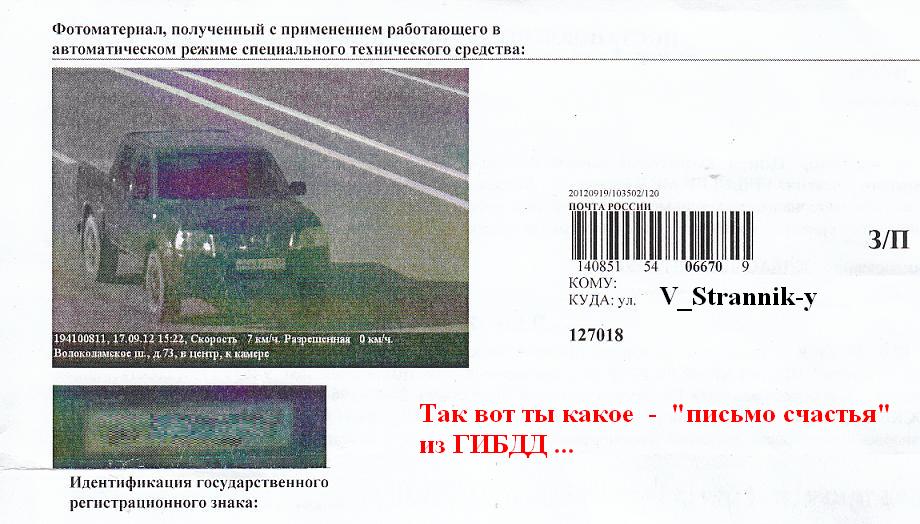 Фотоматериал, полученный с применением работающего в
автоматическом режиме специального технического средства:
194100811, 17.09.12 15:22, Скорость 7 км/ч. Разрешенная 0 км/ч.
Волоколамское ш., д.73, в центр, к камере
20120919/103502/120
ПОЧТА РОССИИ
140851 54 06670 9
З/П
КОМУ:
КУДА: ул. V_Strannik-у
127018
Так вот ты какое - "письмо счастья"
из ГИБДД ...
Идентификация государственного
регистрационного знака: